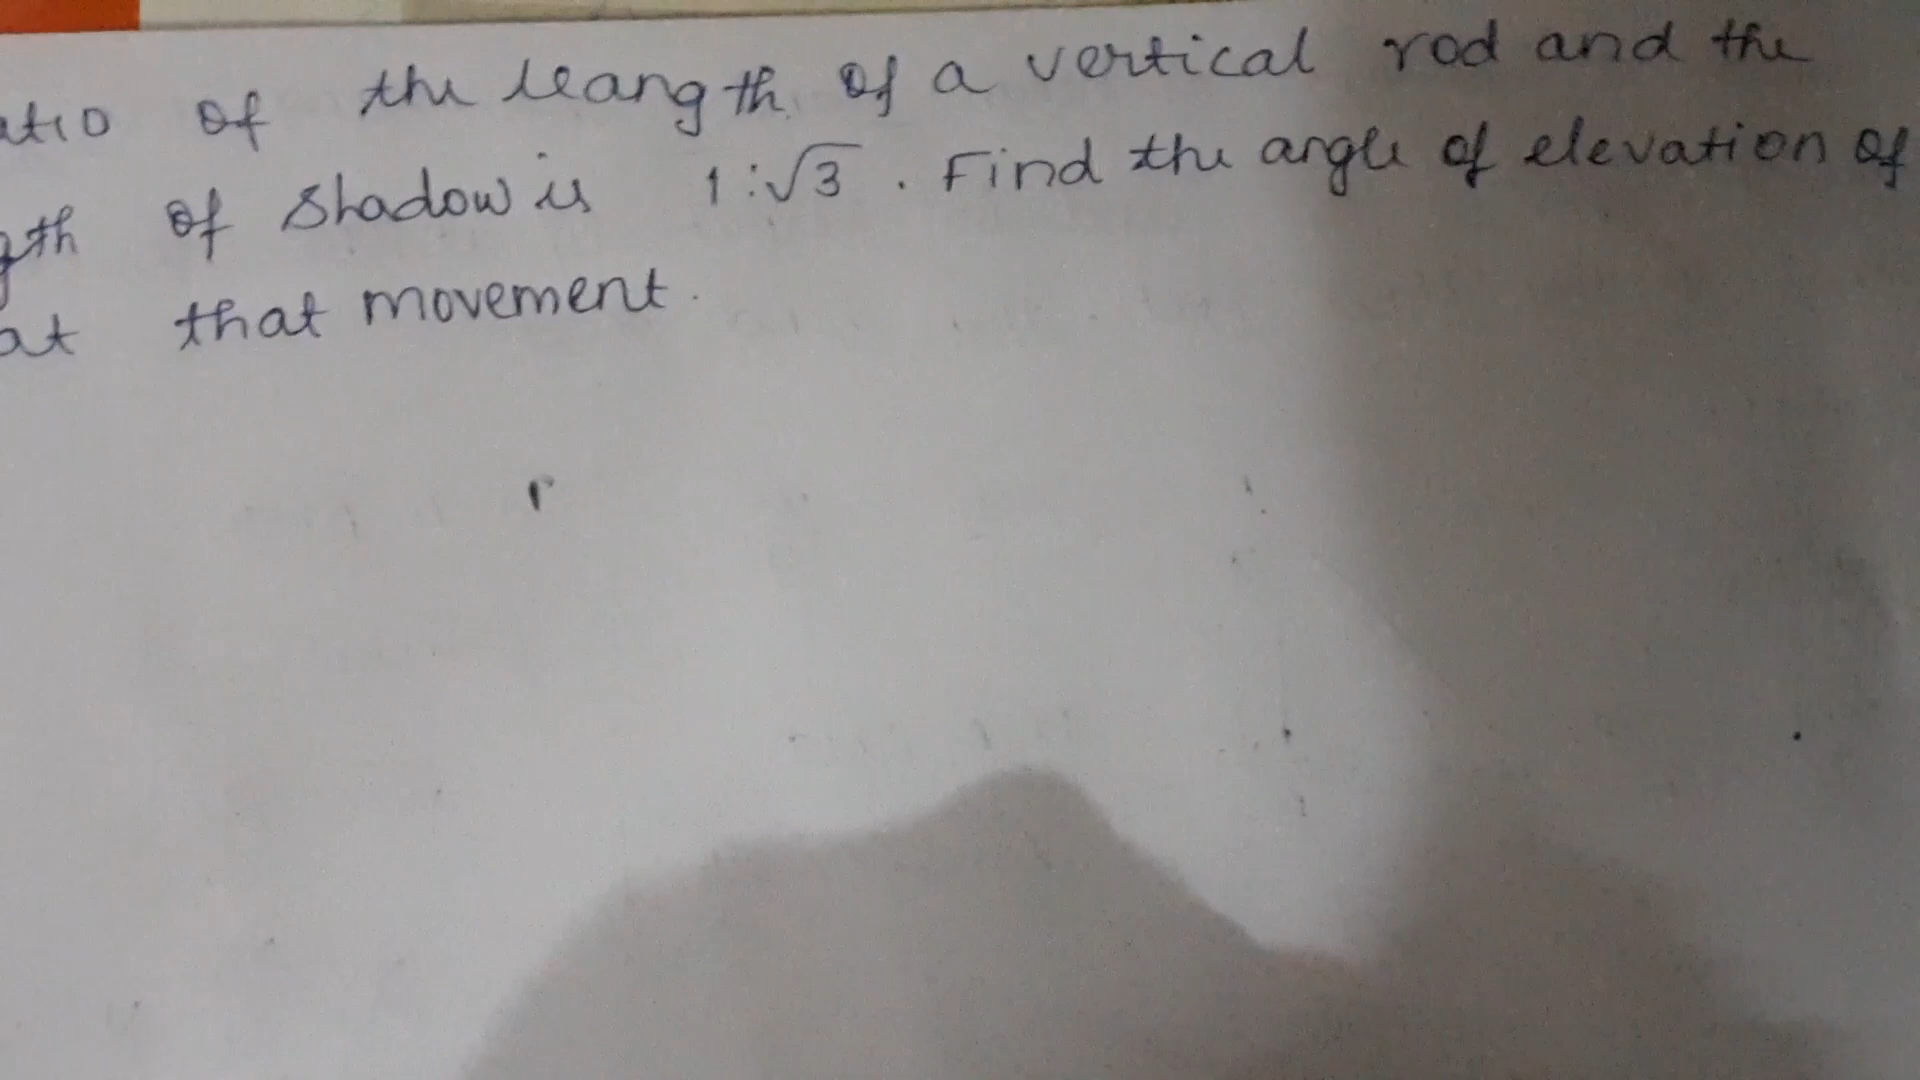 of the leangth of a vertical rod and the
of shadow is 1:√3. Find the angle of elevation of
at that movement.